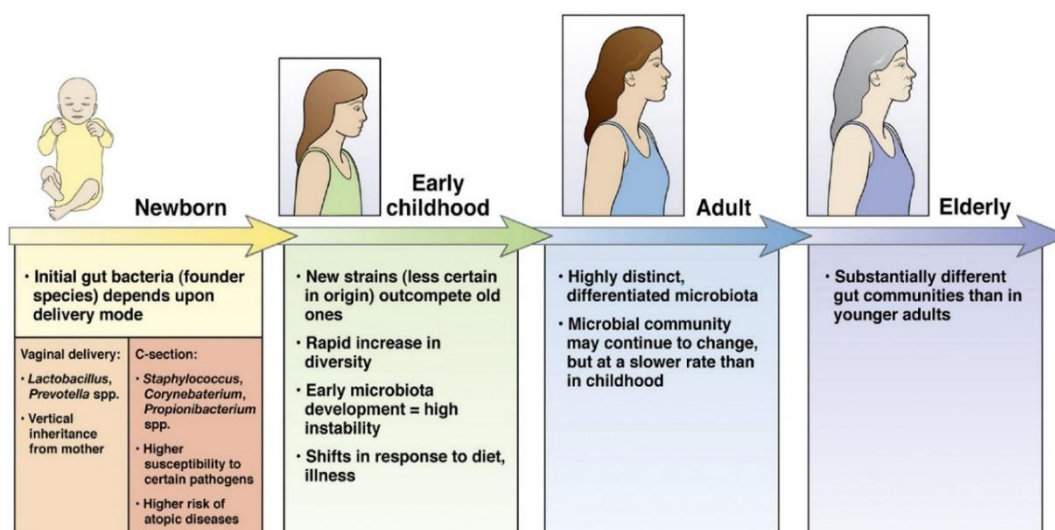 Newborn
Early
childhood
Adult
Elderly
• Initial gut bacteria (founder
species) depends upon
delivery mode
Vaginal delivery:
• Lactobacillus,
Prevotella spp.
• Vertical
inheritance
from mother
C-section:
• Staphylococcus,
Corynebaterium,
Propionibacterium
spp.
• Higher
susceptibility to
certain pathogens
• Higher risk of
atopic diseases
• New strains (less certain
in origin) outcompete old
ones
• Rapid increase in
diversity
• Early microbiota
development = high
instability
• Shifts in response to diet,
illness
• Highly distinct,
differentiated microbiota
• Microbial community
may continue to change,
but at a slower rate than
in childhood
• Substantially different
gut communities than in
younger adults